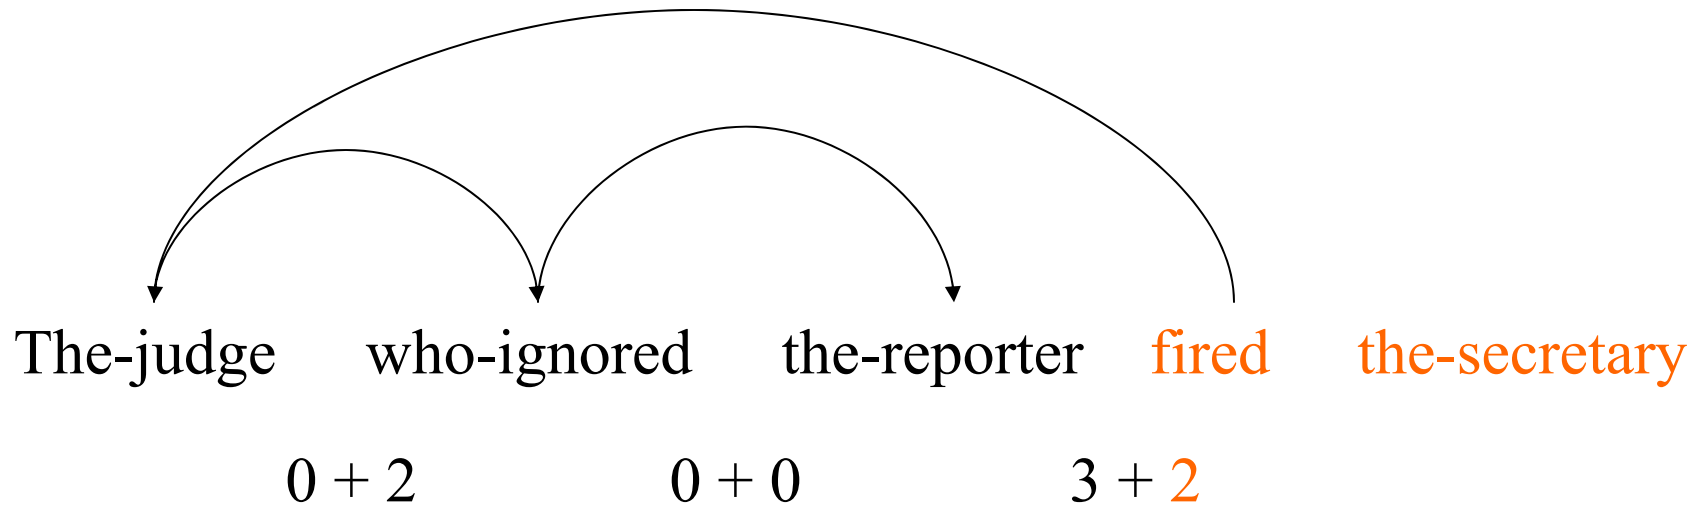 The-judge who-ignored the-reporter fired the-secretary
0 + 2 0 + 0 3 + 2